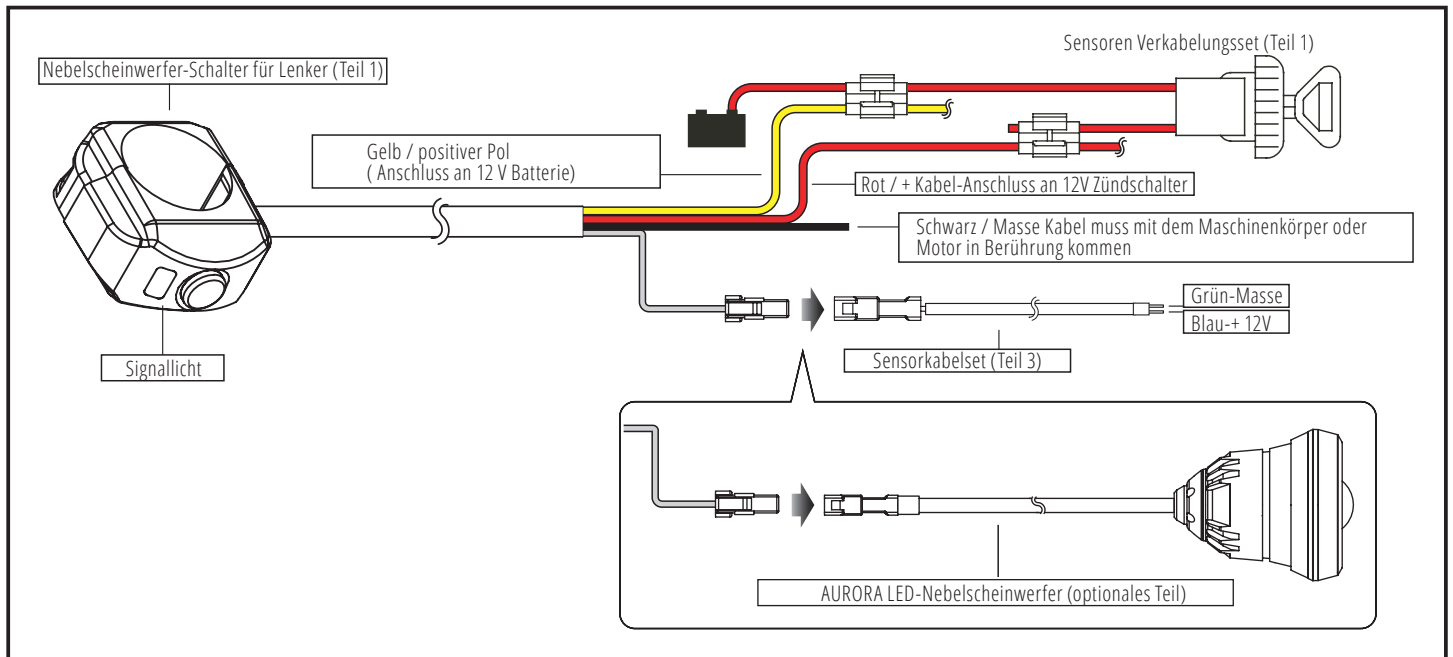 Sensoren Verkabelungsset (Teil 1)
Nebelscheinwerfer-Schalter für Lenker (Teil 1)
Gelb / positiver Pol
( Anschluss an 12 V Batterie)
Rot / + Kabel-Anschluss an 12V Zündschalter
Schwarz / Masse Kabel muss mit dem Maschinenkörper oder
Motor in Berührung kommen
Grün-Masse
Blau-+ 12V
Sensorkabelset (Teil 3)
Signallicht
AURORA LED-Nebelscheinwerfer (optionales Teil)